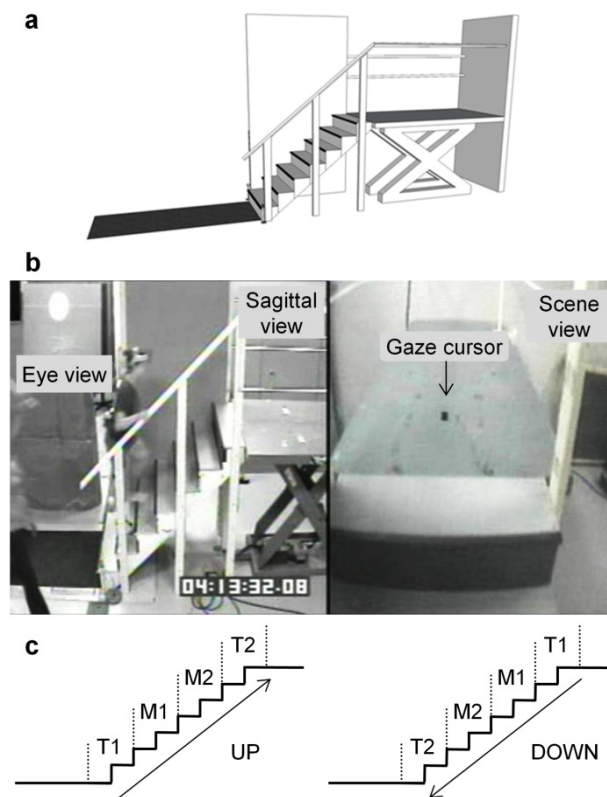 a
b
Sagittal
view
Scene
view
Eye view
Gaze cursor
04:13:32.08
c
T2
M2
M1
T1
UP
T1
M1
M2
T2
DOWN